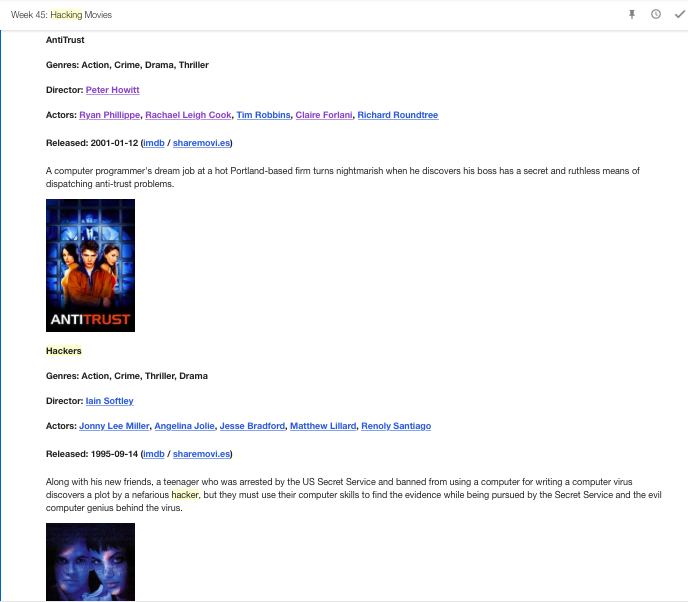 Week 45: Hacking Movies
AntiTrust
Genres: Action, Crime, Drama, Thriller
Director: Peter Howitt
Actors: Ryan Phillippe, Rachael Leigh Cook, Tim Robbins, Claire Forlani, Richard Roundtree
Released: 2001-01-12 (imdb / sharemovi.es)
A computer programmer's dream job at a hot Portland-based firm turns nightmarish when he discovers his boss has a secret and ruthless means of
dispatching anti-trust problems.
ANTITRUST
Hackers
Genres: Action, Crime, Thriller, Drama
Director: Iain Softley
Actors: Jonny Lee Miller, Angelina Jolie, Jesse Bradford, Matthew Lillard, Renoly Santiago
Released: 1995-09-14 (imdb / sharemovi.es)
Along with his new friends, a teenager who was arrested by the US Secret Service and banned from using a computer for writing a computer virus
discovers a plot by a nefarious hacker, but they must use their computer skills to find the evidence while being pursued by the Secret Service and the evil
computer genius behind the virus.